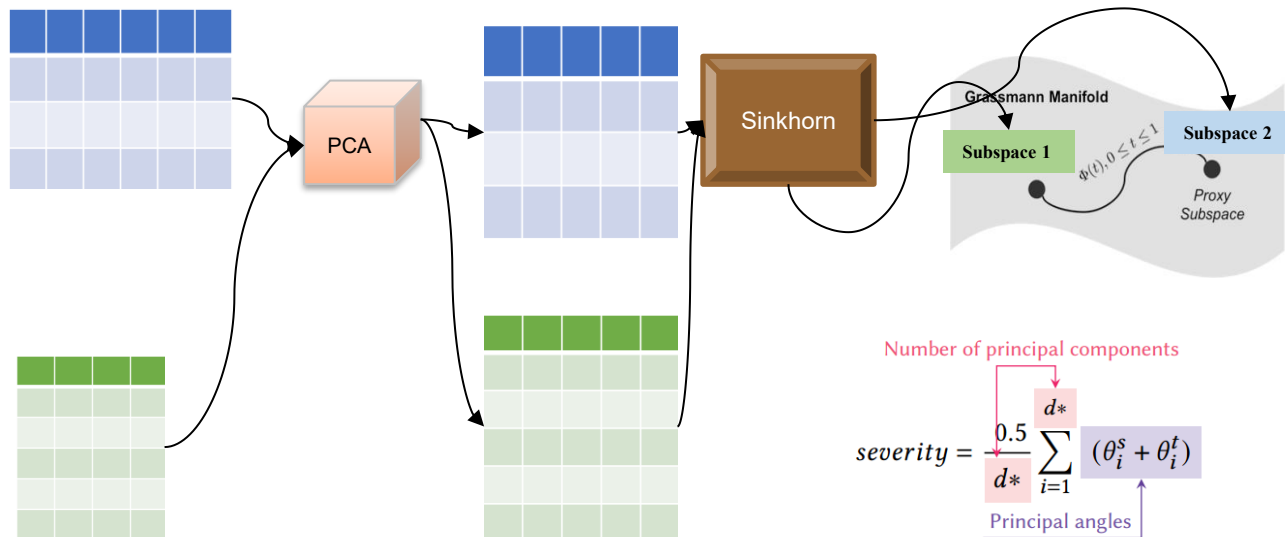 PCA
Sinkhorn
Grassmann Manifold
Subspace 1
Subspace 2
Φ(t), 0 ≤ t ≤ 1
Proxy
Subspace
Number of principal components
severity = 0.5/d* ∑_{i=1}^{d*} (θ_i^s + θ_i^t)
Principal angles